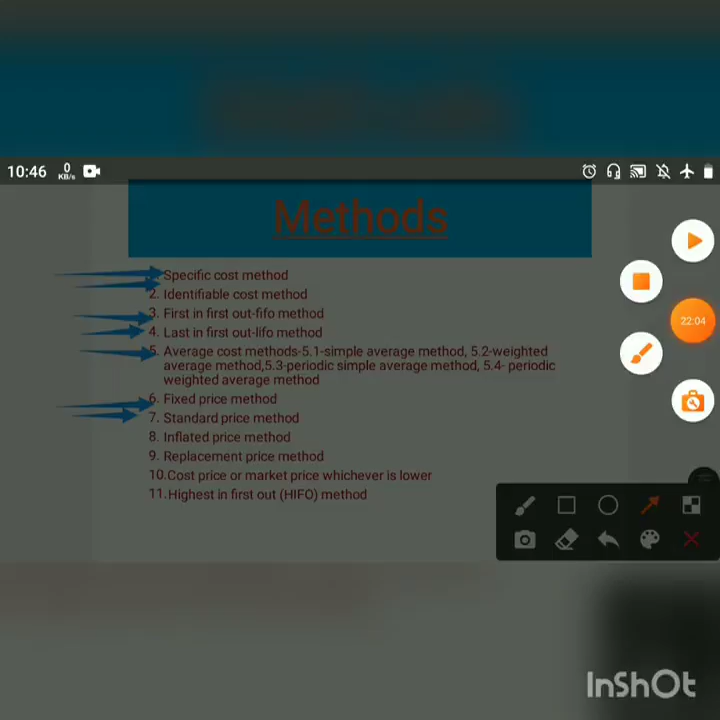 10:46 0 KB/s
Methods
Specific cost method
2. Identifiable cost method
3. First in first out-fifo method
4. Last in first out-lifo method
5. Average cost methods-5.1-simple average method, 5.2-weighted
average method,5.3-periodic simple average method, 5.4- periodic
weighted average method
6. Fixed price method
7. Standard price method
8. Inflated price method
9. Replacement price method
10.Cost price or market price whichever is lower
11.Highest in first out (HIFO) method
22:04
InShOt